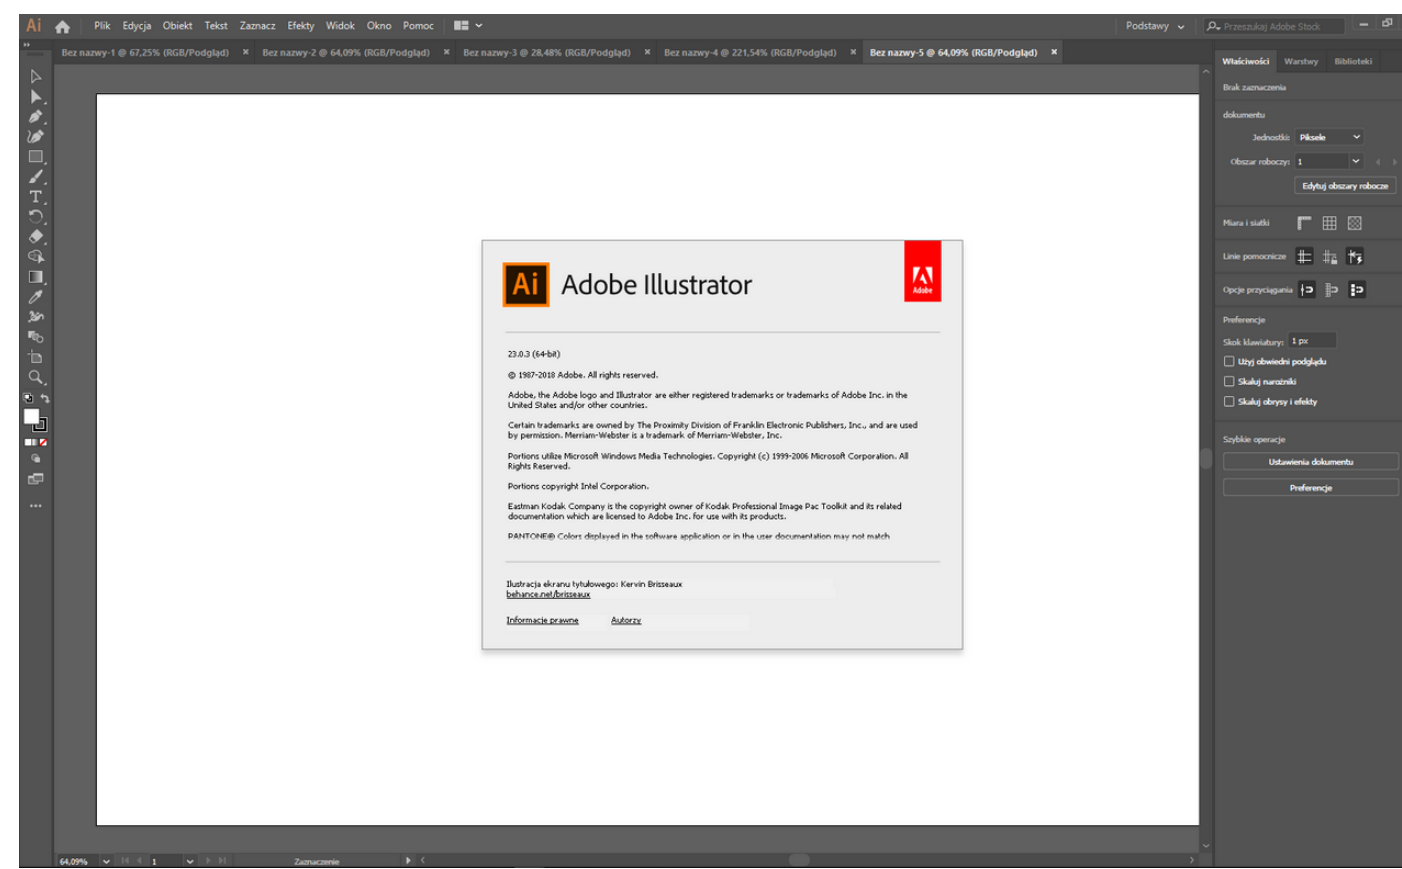 Ai Plik Edycja Obiekt Tekst Zaznacz Efekty Widok Okno Pomoc Podstawy Przeszukaj Adobe Stock
Bez nazwy-1 @ 67,25% (RGB/Podgląd) × Bez nazwy-2 @ 64,09% (RGB/Podgląd) × Bez nazwy-3 @ 28,48% (RGB/Podgląd) × Bez nazwy-4 @ 221,54% (RGB/Podgląd) × Bez nazwy-5 @ 64,09% (RGB/Podgląd) ×
Ai Adobe Illustrator
Adobe
23.0.3 (64-bit)
© 1987-2018 Adobe. All rights reserved.
Adobe, the Adobe logo and Illustrator are either registered trademarks or trademarks of Adobe Inc. in the
United States and/or other countries.
Certain trademarks are owned by The Proximity Division of Franklin Electronic Publishers, Inc., and are used
by permission. Merriam-Webster is a trademark of Merriam-Webster, Inc.
Portions utilize Microsoft Windows Media Technologies. Copyright (c) 1999-2006 Microsoft Corporation. All
Rights Reserved.
Portions copyright Intel Corporation.
Eastman Kodak Company is the copyright owner of Kodak Professional Image Pac Toolkit and its related
documentation which are licensed to Adobe Inc. for use with its products.
PANTONE® Colors displayed in the software application or in the user documentation may not match
Ilustracja ekranu tytułowego: Kervin Brisseaux
behance.net/brisseaux
Informacje prawne Autorzy
Właściwości Warstwy Biblioteki
Brak zaznaczenia
dokumentu
Jednostki: Piksele
Obszar roboczy: 1
Edytuj obszary robocze
Miara i siatki
Linie pomocnicze
Opcje przyciągania
Preferencje
Skok klawiatury: 1 px
Użyj obwiedni podglądu
Skaluj narożniki
Skaluj obrysy i efekty
Szybkie operacje
Ustawienia dokumentu
Preferencje
64,09% 1 Zaznaczenie